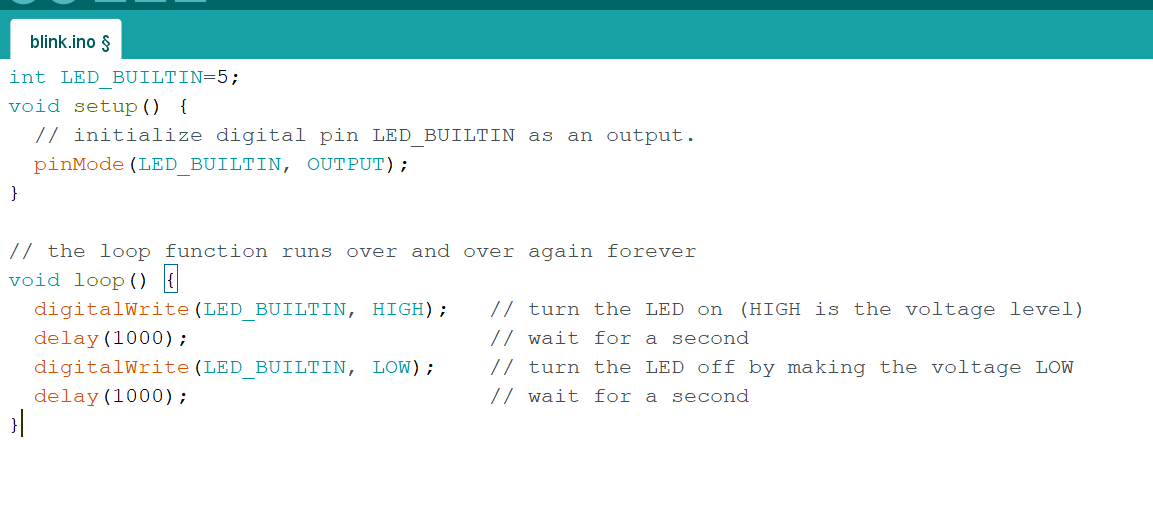 blink.ino §
int LED_BUILTIN=5;
void setup() {
  // initialize digital pin LED_BUILTIN as an output.
  pinMode(LED_BUILTIN, OUTPUT);
}
// the loop function runs over and over again forever
void loop() {
  digitalWrite(LED_BUILTIN, HIGH);   // turn the LED on (HIGH is the voltage level)
  delay(1000);                       // wait for a second
  digitalWrite(LED_BUILTIN, LOW);    // turn the LED off by making the voltage LOW
  delay(1000);                       // wait for a second
}